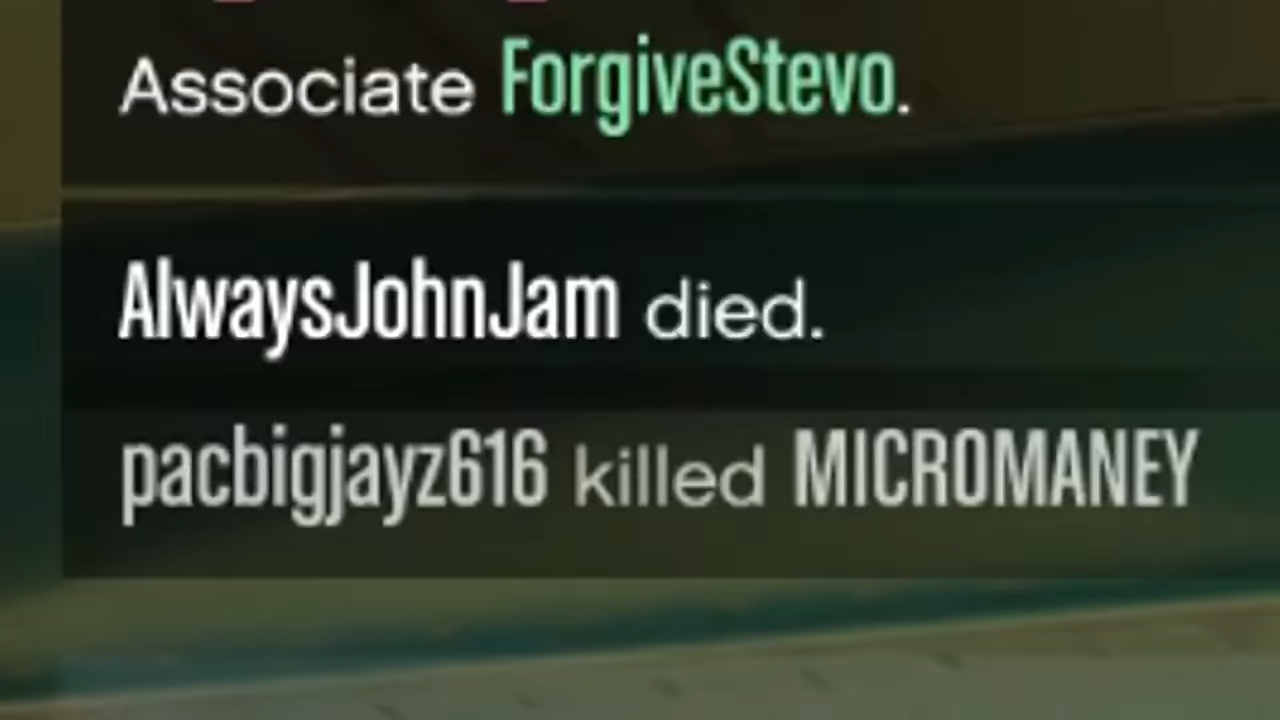 Associate ForgiveStevo.
AlwaysJohnJam died.
pacbigjayz616 killed MICROMANEY